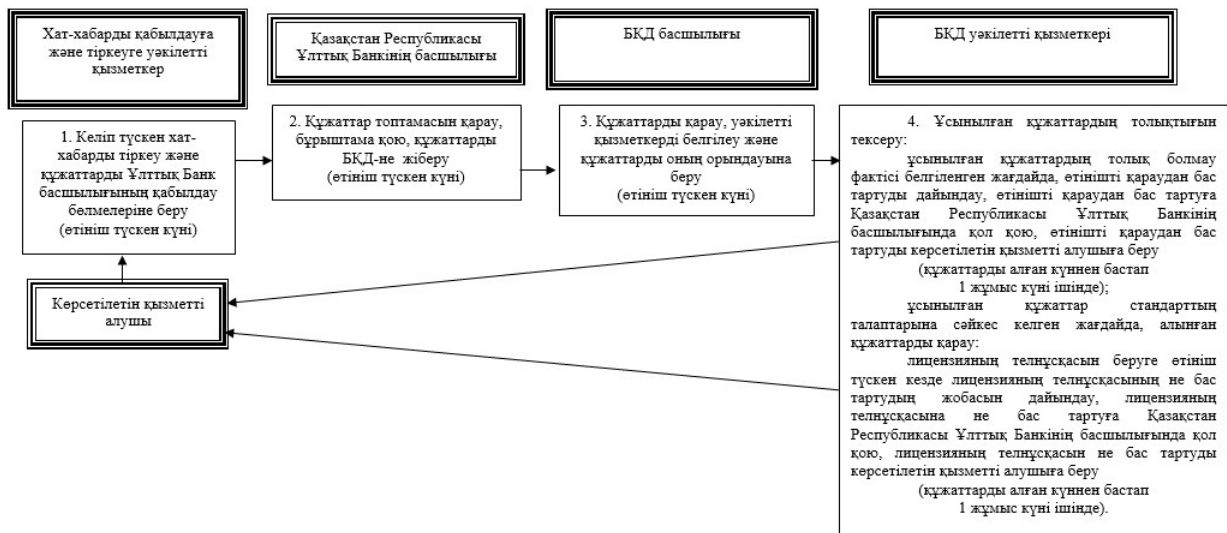 Хат-хабарды қабылдауға
және тіркеуге уәкілетті
қызметкер
Қазақстан Республикасы
Ұлттық Банкінің басшылығы
БҚД басшылығы
БҚД уәкілетті қызметкері
1. Келіп түскен хат-
хабарды тіркеу және
құжаттарды Ұлттық Банк
басшылығының қабылдау
бөлмелеріне беру
(өтініш түскен күні)
2. Құжаттар топтамасын қарау,
бұрыштама қою, құжаттарды
БҚД-не жіберу
(өтініш түскен күні)
3. Құжаттарды қарау, уәкілетті
қызметкерді белгілеу және
құжаттарды оның орындауына
беру
(өтініш түскен күні)
4. Ұсынылған құжаттардың толықтығын
тексеру:
ұсынылған құжаттардың толық болмау
фактісі белгіленген жағдайда, өтінішті қараудан бас
тартуды дайындау, өтінішті қараудан бас тартуға
Қазақстан Республикасы Ұлттық Банкінің
басшылығында қол қою, өтінішті қараудан бас
тартуды көрсетілетін қызметті алушыға беру
(құжаттарды алған күннен бастап
1 жұмыс күні ішінде);
ұсынылған құжаттар стандарттың
талаптарына сәйкес келген жағдайда, алынған
құжаттарды қарау:
лицензияның телнұсқасын беруге өтініш
түскен кезде лицензияның телнұсқасының не бас
тартудың жобасын дайындау, лицензияның
телнұсқасына не бас тартуға Қазақстан
Республикасы Ұлттық Банкінің басшылығында қол
қою, лицензияның телнұсқасын не бас тартуды
көрсетілетін қызметті алушыға беру
(құжаттарды алған күннен бастап
1 жұмыс күні ішінде).
Көрсетілетін қызметті
алушы